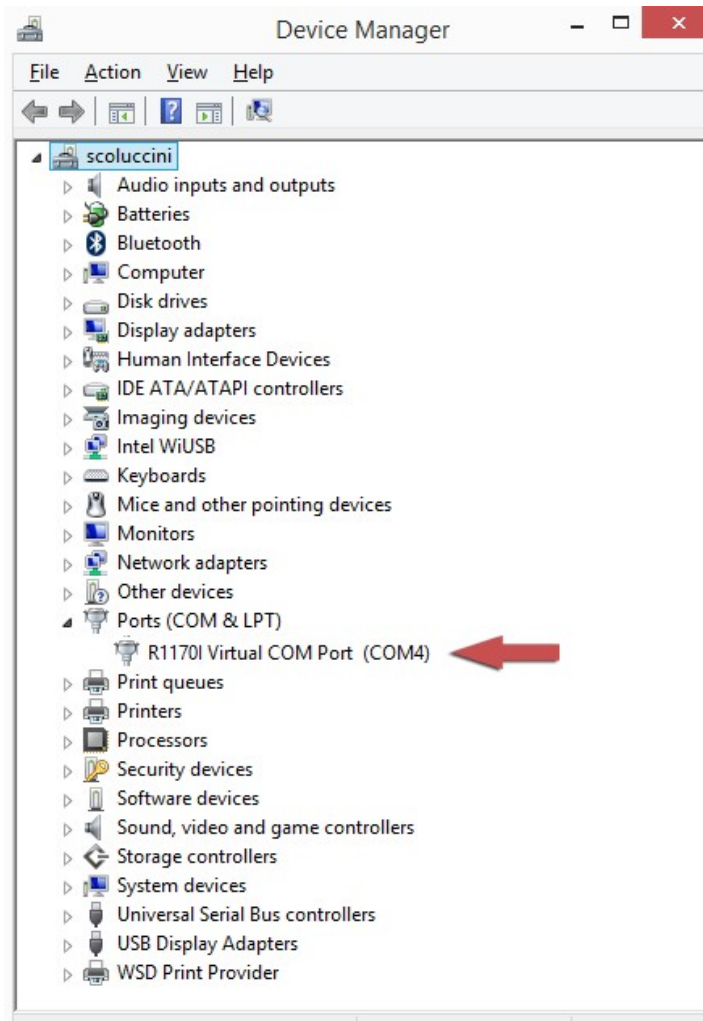 Device Manager
File Action View Help
scoluccini
Audio inputs and outputs
Batteries
Bluetooth
Computer
Disk drives
Display adapters
Human Interface Devices
IDE ATA/ATAPI controllers
Imaging devices
Intel WiUSB
Keyboards
Mice and other pointing devices
Monitors
Network adapters
Other devices
Ports (COM & LPT)
R1170I Virtual COM Port (COM4)
Print queues
Printers
Processors
Security devices
Software devices
Sound, video and game controllers
Storage controllers
System devices
Universal Serial Bus controllers
USB Display Adapters
WSD Print Provider